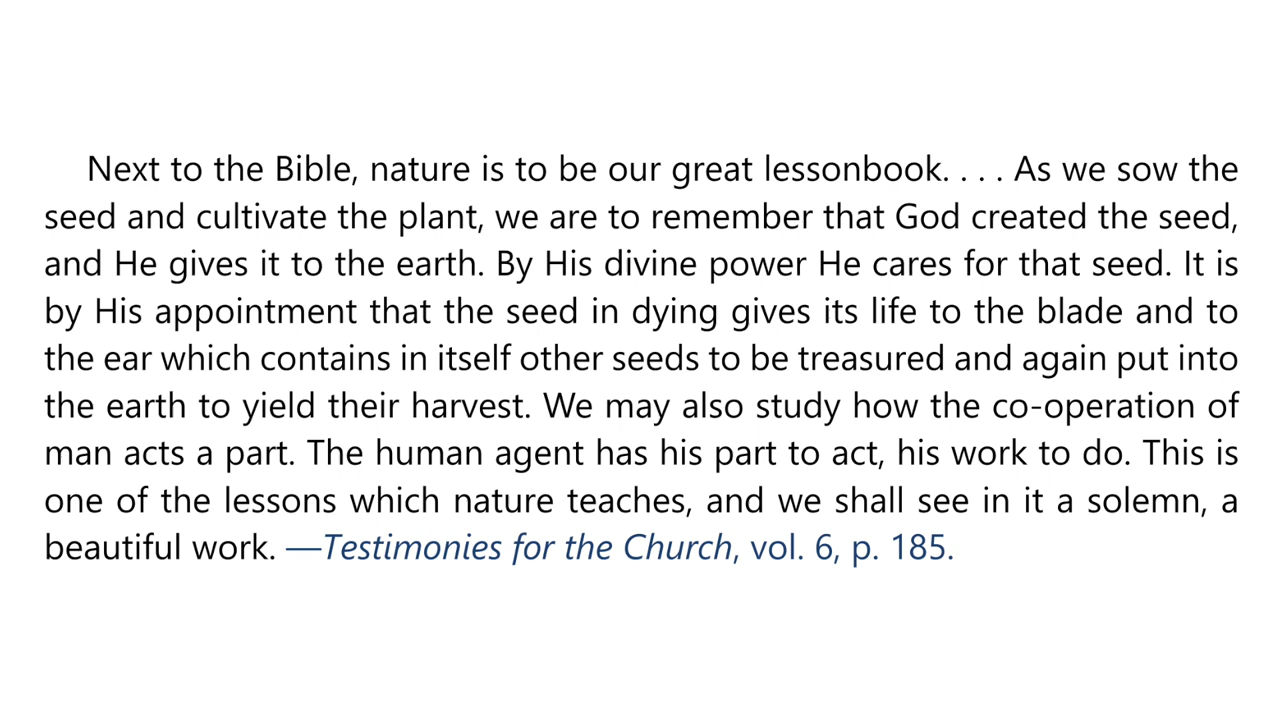 Next to the Bible, nature is to be our great lessonbook. . . . As we sow the
seed and cultivate the plant, we are to remember that God created the seed,
and He gives it to the earth. By His divine power He cares for that seed. It is
by His appointment that the seed in dying gives its life to the blade and to
the ear which contains in itself other seeds to be treasured and again put into
the earth to yield their harvest. We may also study how the co-operation of
man acts a part. The human agent has his part to act, his work to do. This is
one of the lessons which nature teaches, and we shall see in it a solemn, a
beautiful work. —Testimonies for the Church, vol. 6, p. 185.